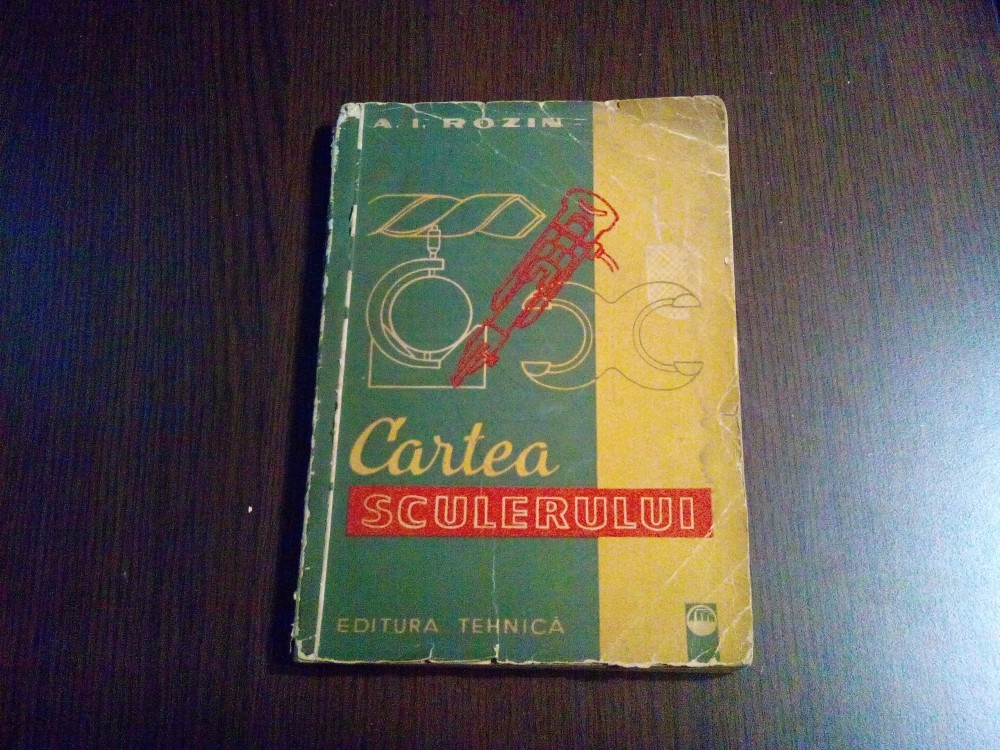 A. I. ROZIN
Cartea
SCULERULUI
EDITURA TEHNICĂ